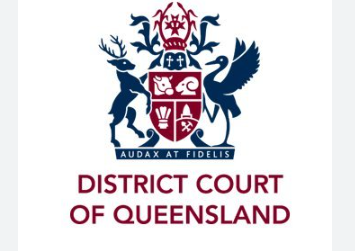 AUDAX AT FIDELIS
DISTRICT COURT
OF QUEENSLAND